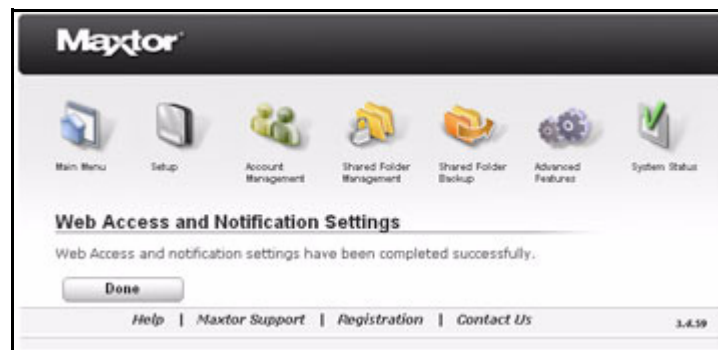 Maxtor
Main Menu
Setup
Account Management
Shared Folder Management
Shared Folder Backup
Advanced Features
System Status
Web Access and Notification Settings
Web Access and notification settings have been completed successfully.
Done
Help | Maxtor Support | Registration | Contact Us
3.4.59